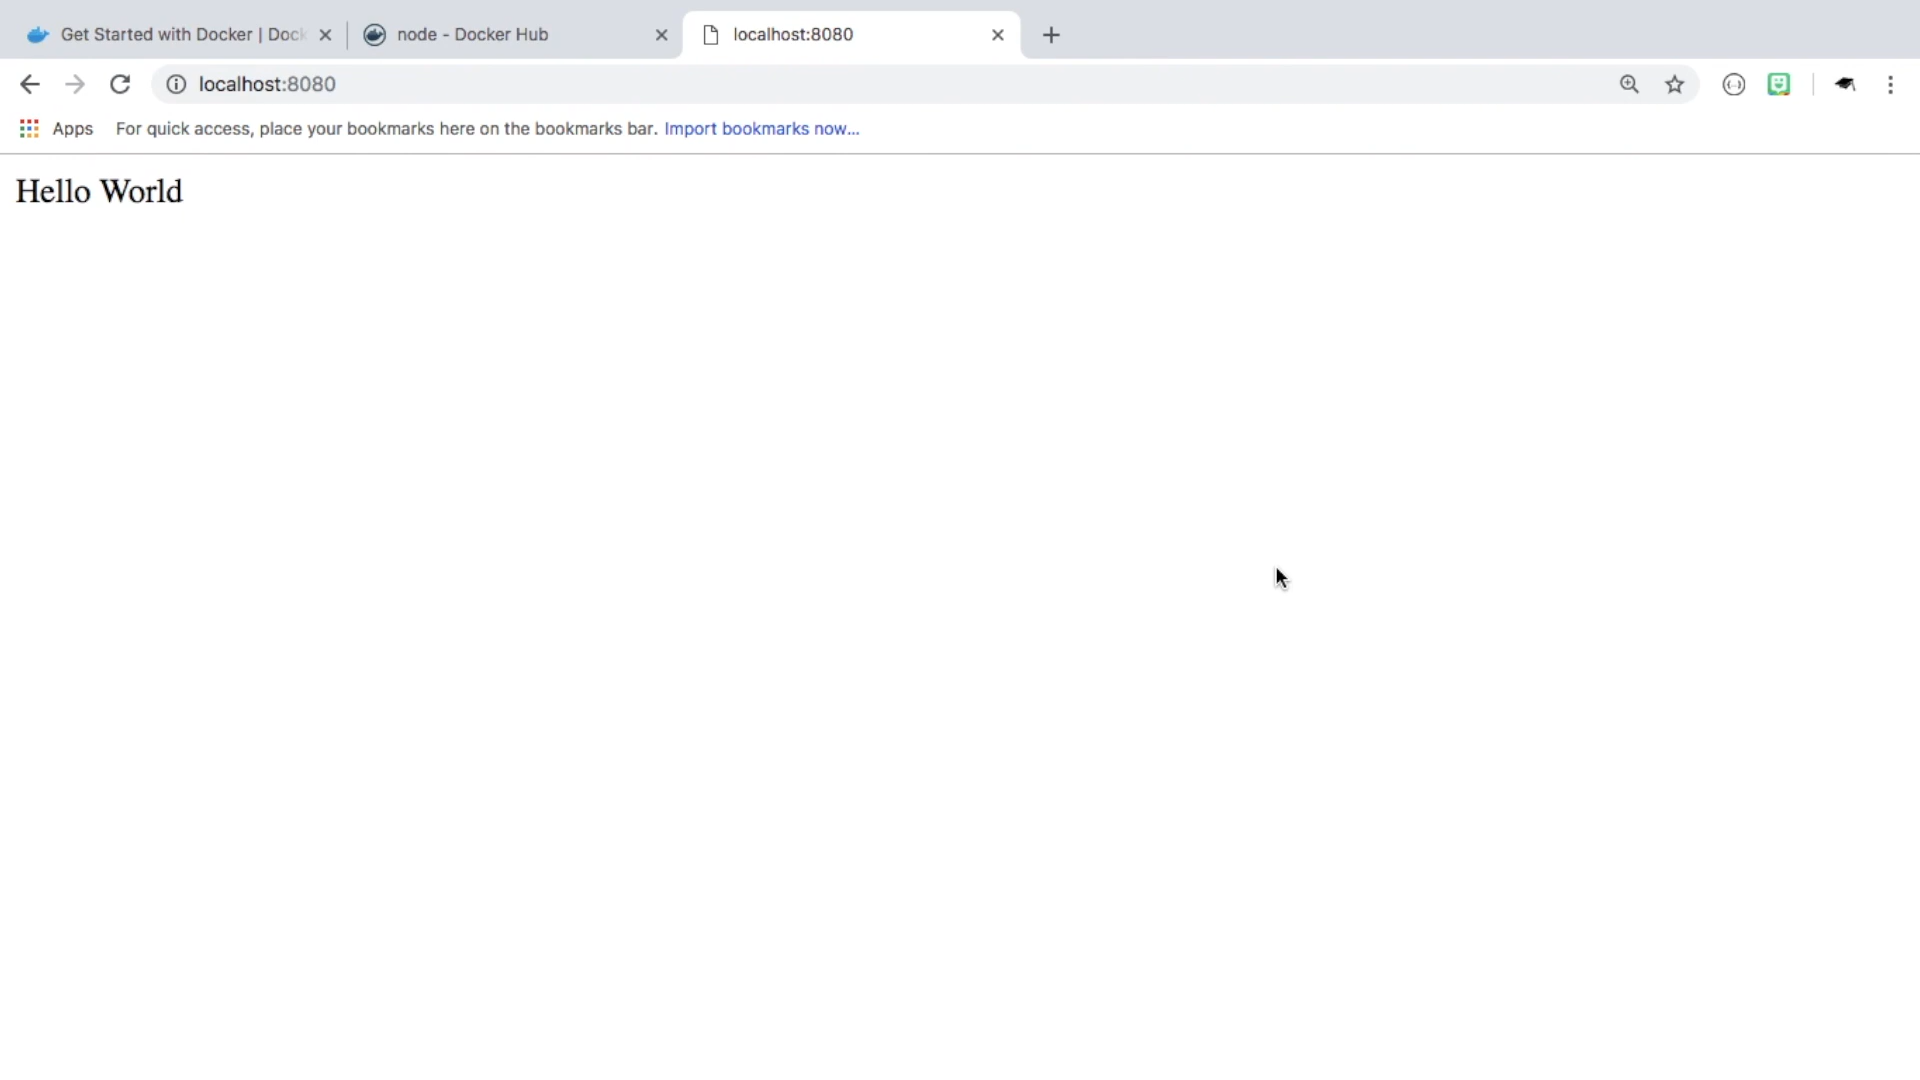 Get Started with Docker | Dock
node - Docker Hub
localhost:8080
localhost:8080
Apps
For quick access, place your bookmarks here on the bookmarks bar. Import bookmarks now...
Hello World